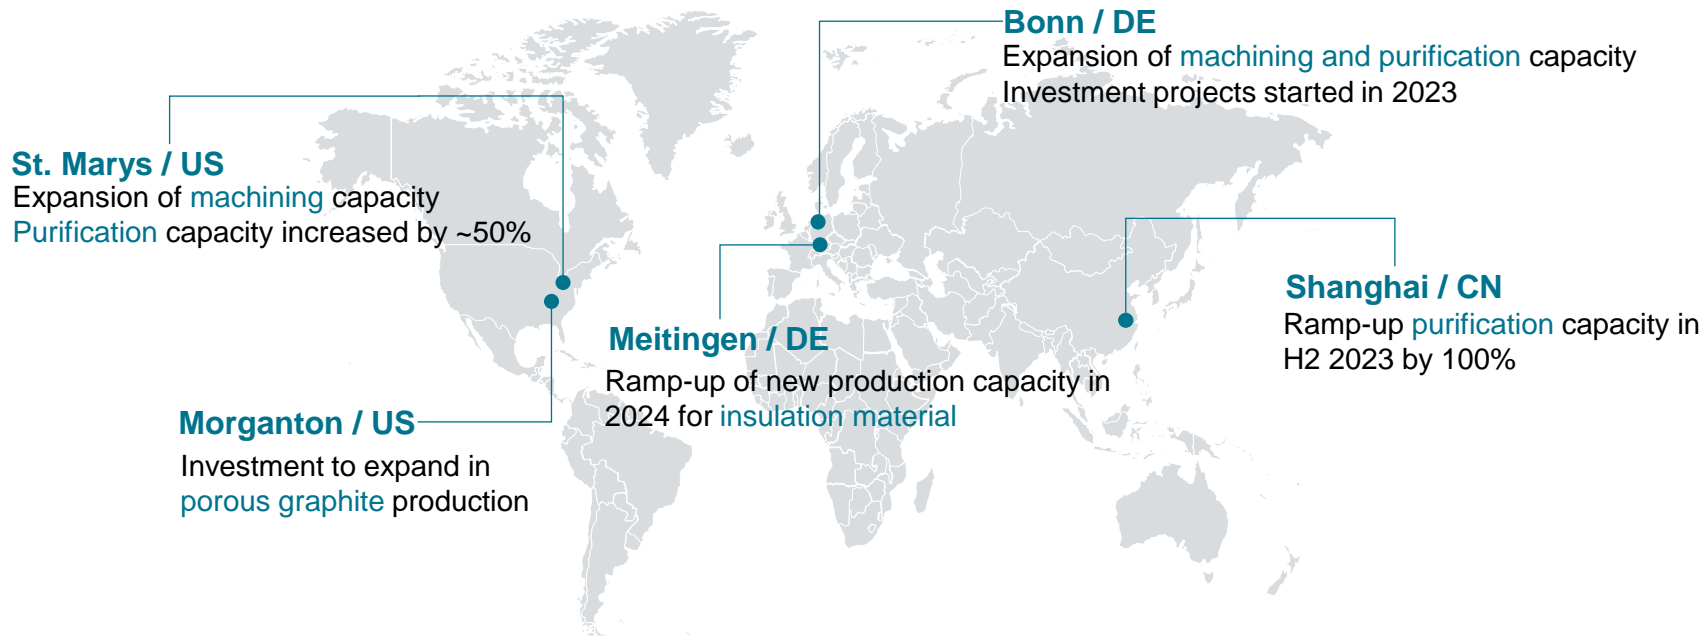 Bonn / DE
Expansion of machining and purification capacity
Investment projects started in 2023
St. Marys / US
Expansion of machining capacity
Purification capacity increased by ~50%
Shanghai / CN
Ramp-up purification capacity in
H2 2023 by 100%
Meitingen / DE
Ramp-up of new production capacity in
2024 for insulation material
Morganton / US
Investment to expand in
porous graphite production